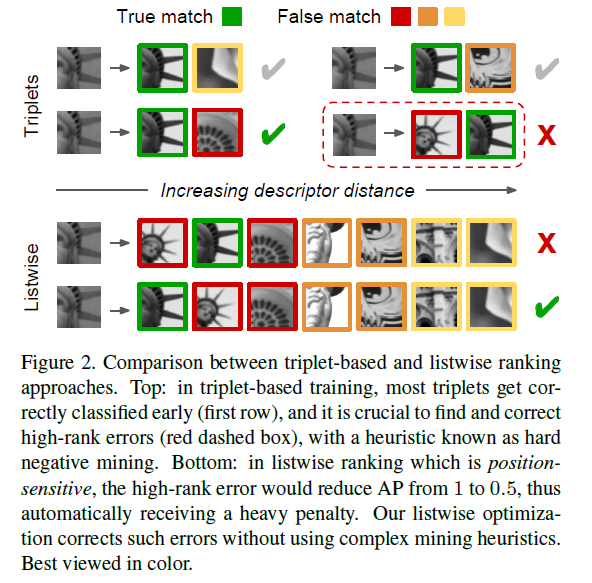 True match False match
Triplets
X
Increasing descriptor distance
Listwise
X
Figure 2. Comparison between triplet-based and listwise ranking
approaches. Top: in triplet-based training, most triplets get cor-
rectly classified early (first row), and it is crucial to find and correct
high-rank errors (red dashed box), with a heuristic known as hard
negative mining. Bottom: in listwise ranking which is position-
sensitive, the high-rank error would reduce AP from 1 to 0.5, thus
automatically receiving a heavy penalty. Our listwise optimiza-
tion corrects such errors without using complex mining heuristics.
Best viewed in color.